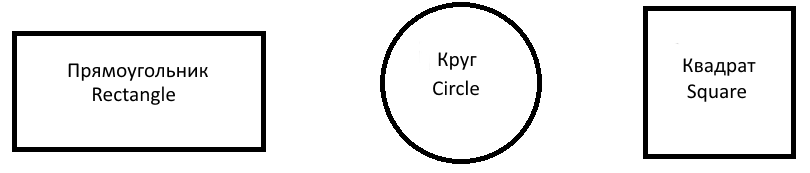 Прямоугольник
Rectangle
Круг
Circle
Квадрат
Square